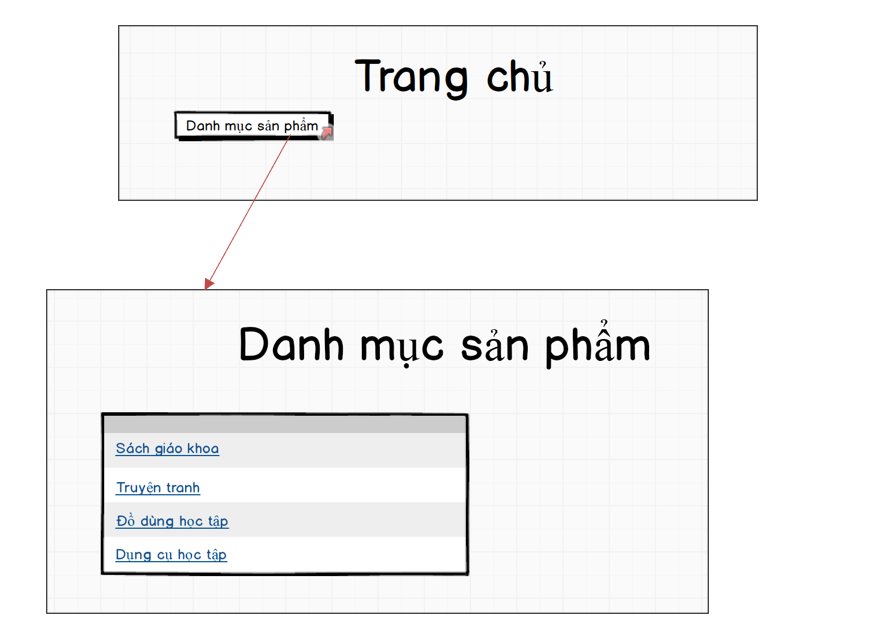 Trang chủ
Danh mục sản phẩm
Danh mục sản phẩm
Sách giáo khoa
Truyện tranh
Đồ dùng học tập
Dụng cụ học tập